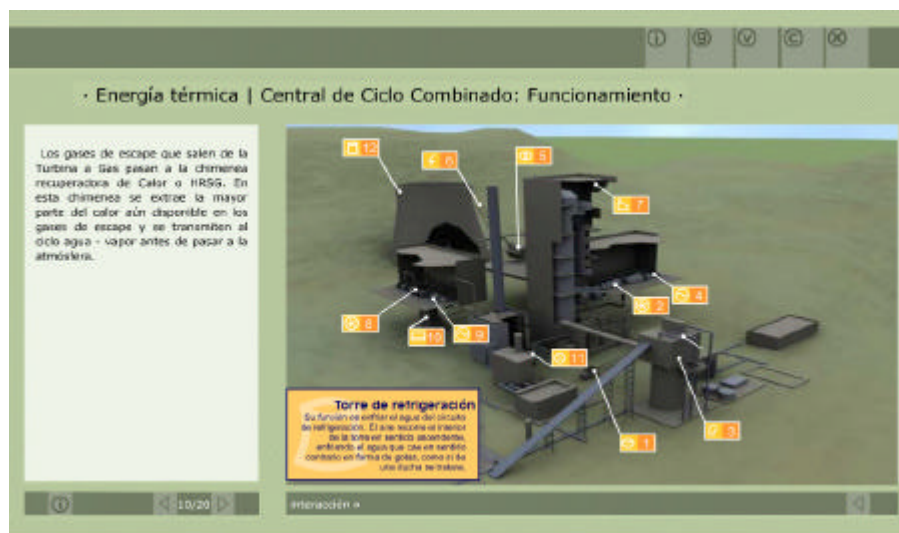 · Energía térmica | Central de Ciclo Combinado: Funcionamiento ·
Los gases de escape que salen de la
Turbina a Gas pasan a la chimenea
recuperadora de Calor o HRSG. En
esta chimenea se extrae la mayor
parte del calor aún disponible en los
gases de escape y se transmiten al
ciclo agua - vapor antes de pasar a la
atmósfera.
12
6
5
7
4
2
8
9
10
11
1
3
Torre de refrigeración
Su función es enfriar el agua del circuito
de refrigeración. El aire recorre el interior
de la torre en sentido ascendente,
enfriando el agua que cae en sentido
contrario en forma de gotas, como si de
una ducha se tratara.
10/20
interacción »